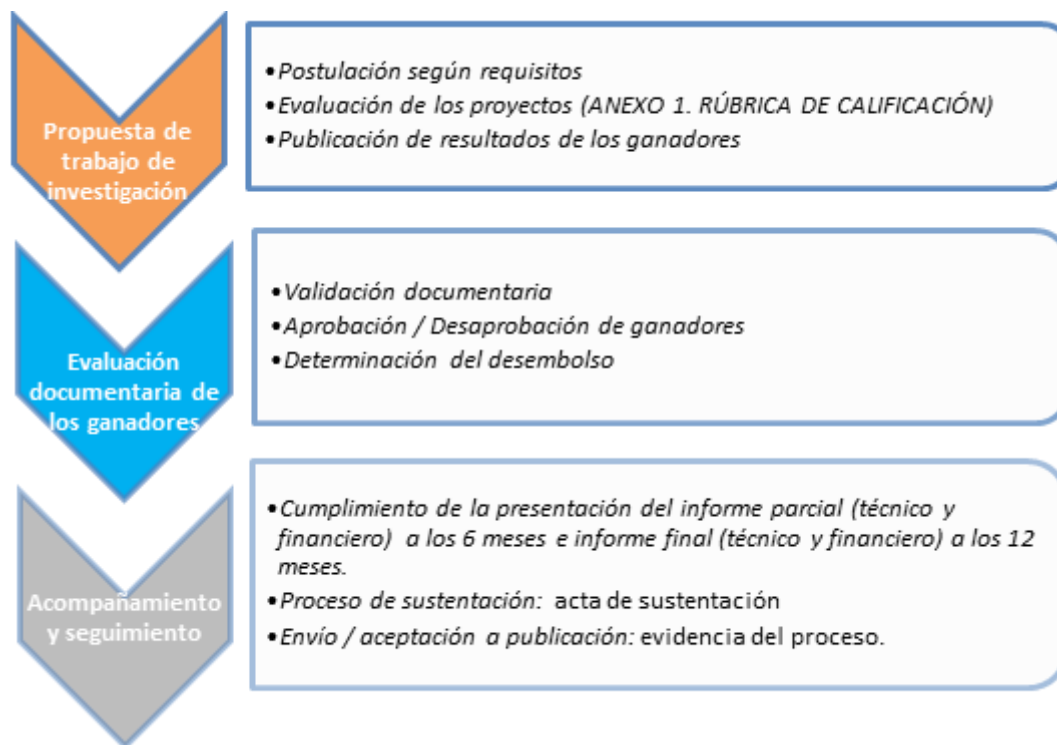 Propuesta de
trabajo de
investigación
•Postulación según requisitos
•Evaluación de los proyectos (ANEXO 1. RÚBRICA DE CALIFICACIÓN)
•Publicación de resultados de los ganadores
Evaluación
documentaria de
los ganadores
•Validación documentaria
•Aprobación / Desaprobación de ganadores
•Determinación del desembolso
Acompañamiento
y seguimiento
•Cumplimiento de la presentación del informe parcial (técnico y
financiero) a los 6 meses e informe final (técnico y financiero) a los 12
meses.
•Proceso de sustentación: acta de sustentación
•Envío / aceptación a publicación: evidencia del proceso.